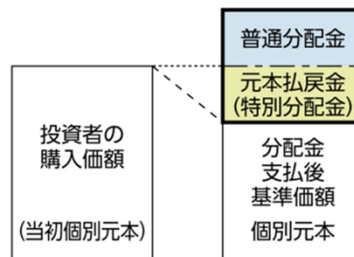 普通分配金
元本払戻金
(特別分配金)
投資者の
購入価額
(当初個別元本)
分配金
支払後
基準価額
個別元本